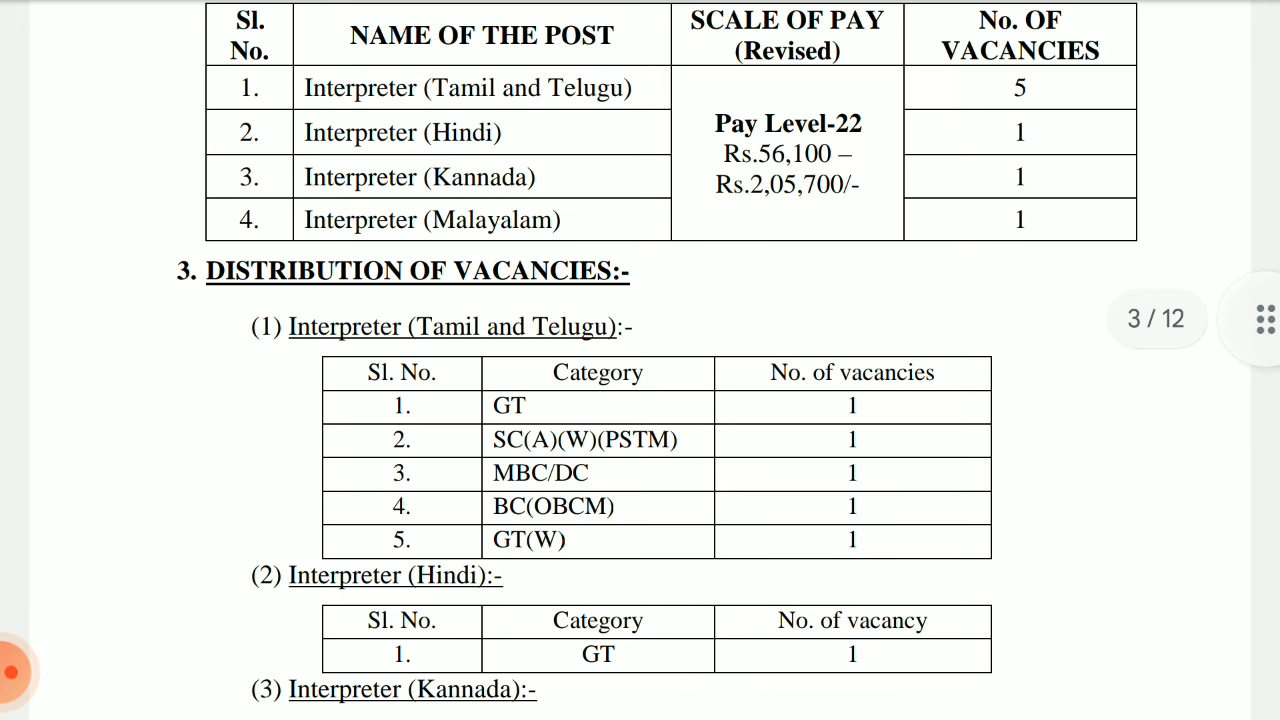 Sl. No. NAME OF THE POST SCALE OF PAY (Revised) No. OF VACANCIES
1. Interpreter (Tamil and Telugu) Pay Level-22 Rs.56,100 – Rs.2,05,700/- 5
2. Interpreter (Hindi) 1
3. Interpreter (Kannada) 1
4. Interpreter (Malayalam) 1
3. DISTRIBUTION OF VACANCIES:-
(1) Interpreter (Tamil and Telugu):-
Sl. No. Category No. of vacancies
1. GT 1
2. SC(A)(W)(PSTM) 1
3. MBC/DC 1
4. BC(OBCM) 1
5. GT(W) 1
(2) Interpreter (Hindi):-
Sl. No. Category No. of vacancy
1. GT 1
(3) Interpreter (Kannada):-
3 / 12